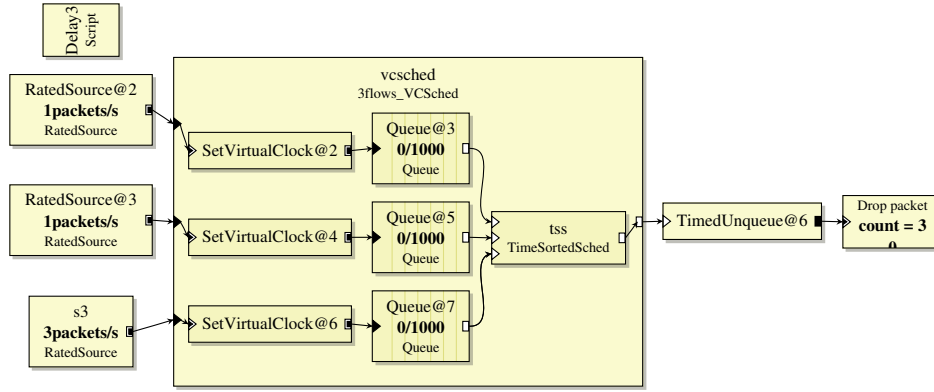 Delay3
Script
RatedSource@2
1packets/s
RatedSource
RatedSource@3
1packets/s
RatedSource
s3
3packets/s
RatedSource
vcsched
3flows_VCSched
SetVirtualClock@2
Queue@3
0/1000
Queue
SetVirtualClock@4
Queue@5
0/1000
Queue
SetVirtualClock@6
Queue@7
0/1000
Queue
tss
TimeSortedSched
TimedUnqueue@6
Drop packet
count = 3